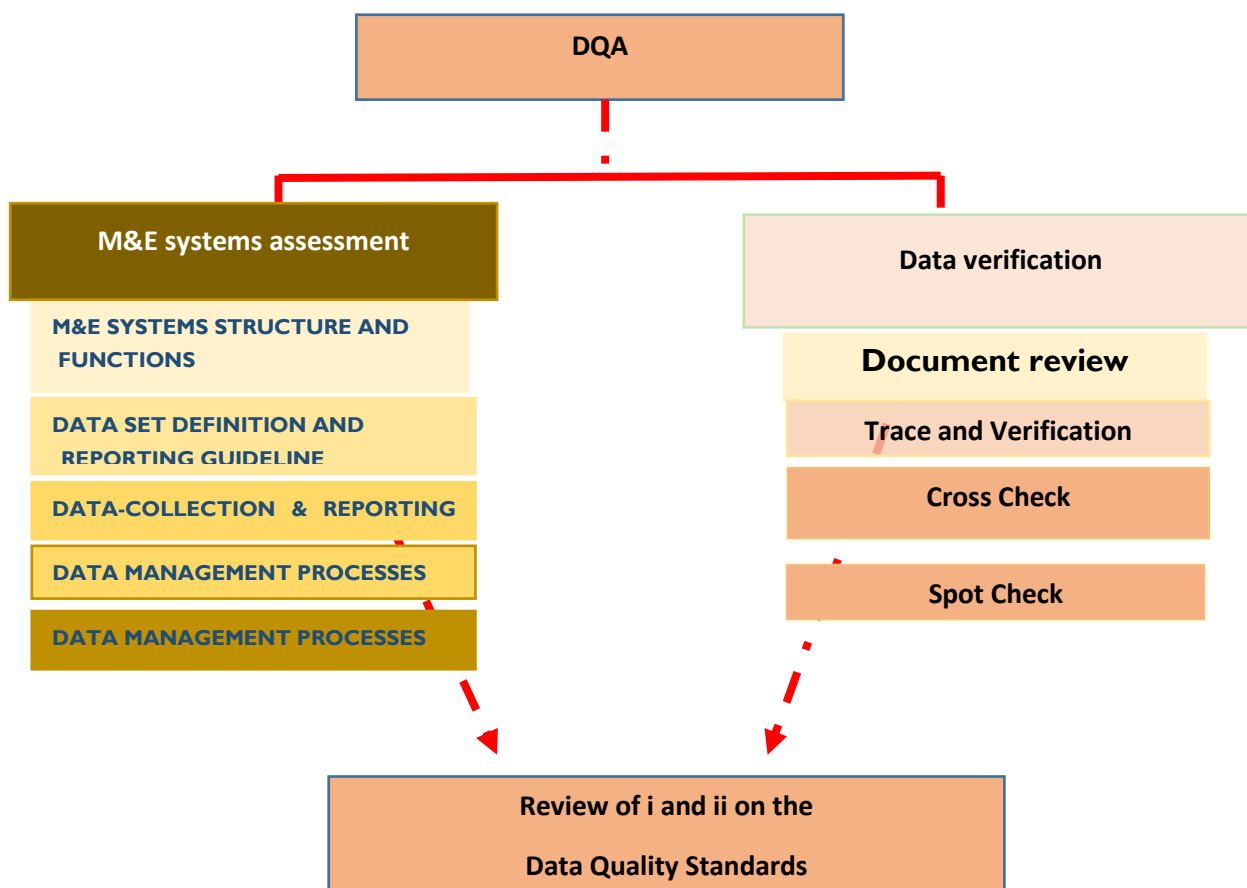 DQA
M&E systems assessment
M&E SYSTEMS STRUCTURE AND
FUNCTIONS
DATA SET DEFINITION AND
REPORTING GUIDELINE
DATA-COLLECTION & REPORTING
DATA MANAGEMENT PROCESSES
DATA MANAGEMENT PROCESSES
Data verification
Document review
Trace and Verification
Cross Check
Spot Check
Review of i and ii on the
Data Quality Standards